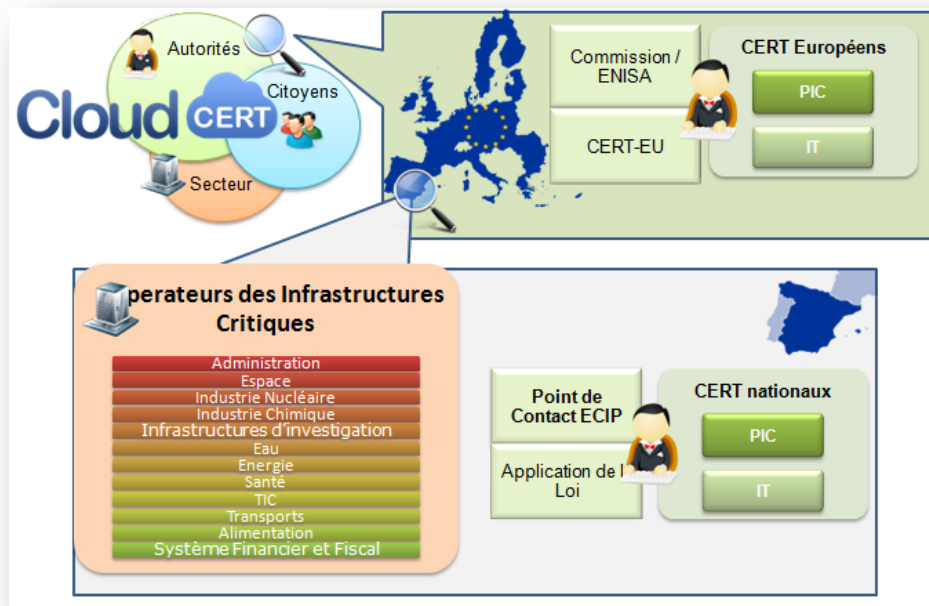 Autorités
Citoyens
Cloud CERT
Secteur
Commission /
ENISA
CERT-EU
CERT Européens
PIC
IT
perateurs des Infrastructures
Critiques
Administration
Espace
Industrie Nucléaire
Industrie Chimique
Infrastructures d'investigation
Eau
Energie
Santé
TIC
Transports
Alimentation
Système Financier et Fiscal
Point de
Contact ECIP
Application de l
Loi
CERT nationaux
PIC
IT